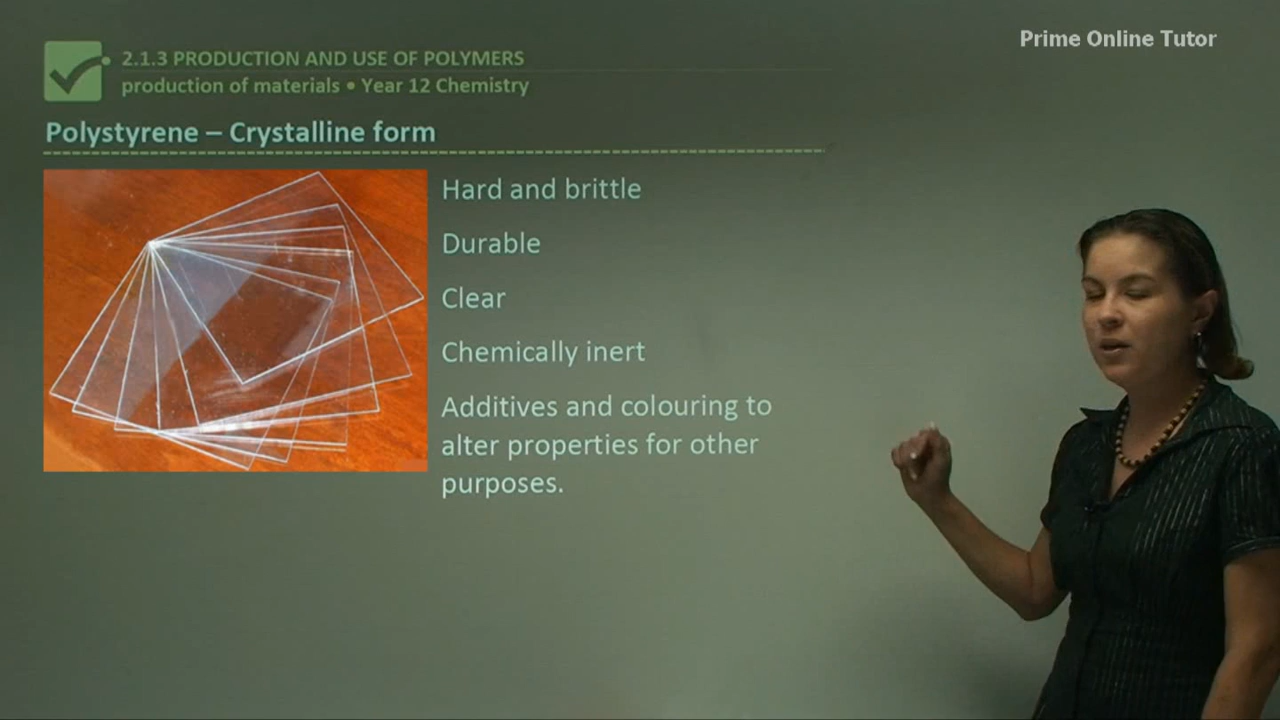 Prime Online Tutor
2.1.3 PRODUCTION AND USE OF POLYMERS
production of materials • Year 12 Chemistry
Polystyrene – Crystalline form
Hard and brittle
Durable
Clear
Chemically inert
Additives and colouring to
alter properties for other
purposes.